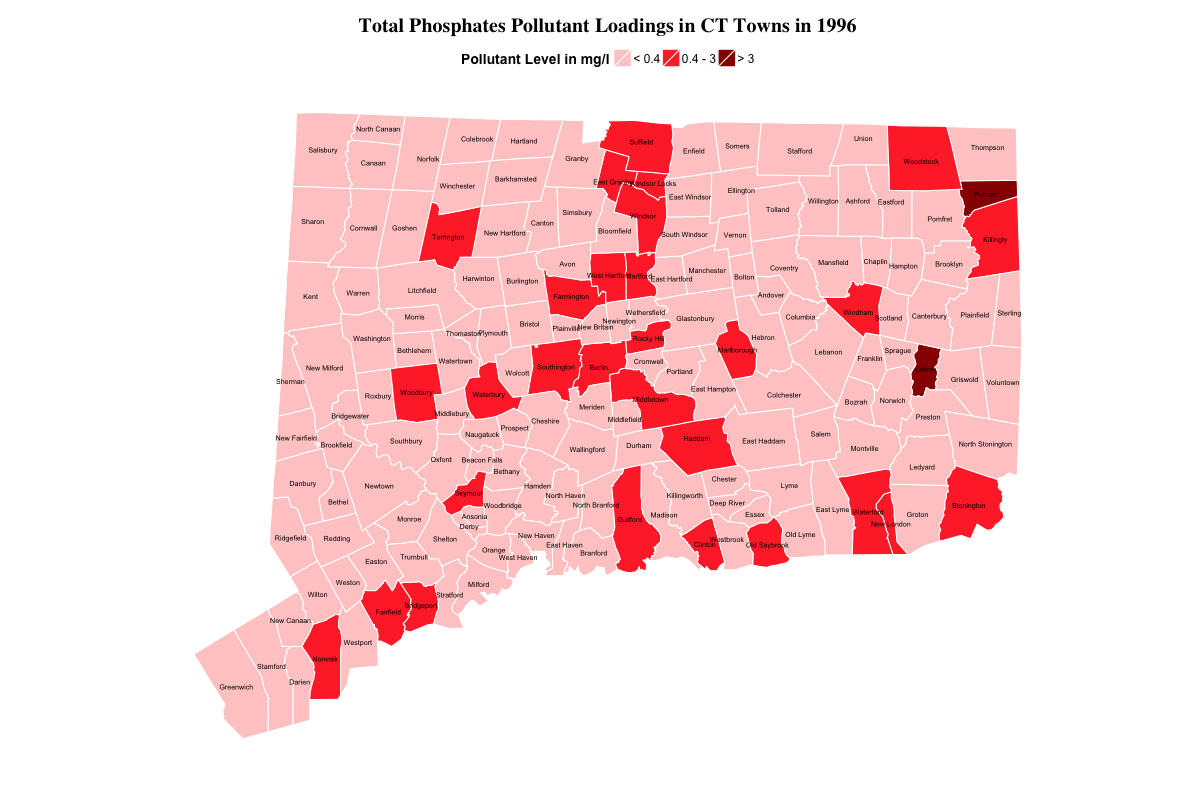 Total Phosphates Pollutant Loadings in CT Towns in 1996
Pollutant Level in mg/l < 0.4 0.4 - 3 > 3
North Canaan
Colebrook
Hartland
Salisbury
Canaan
Norfolk
Granby
Suffield
Enfield
Somers
Stafford
Union
Woodstock
Thompson
Winchester
Barkhamsted
East Granby
Windsor Locks
East Windsor
Ellington
Tolland
Willington
Ashford
Eastford
Putnam
Sharon
Cornwall
Goshen
Torrington
New Hartford
Canton
Simsbury
Bloomfield
Windsor
South Windsor
Vernon
Pomfret
Killingly
Kent
Warren
Litchfield
Harwinton
Burlington
Avon
West Hartford
Hartford
East Hartford
Manchester
Bolton
Coventry
Mansfield
Chaplin
Hampton
Brooklyn
Morris
Farmington
Andover
Washington
Bethlehem
Watertown
Thomaston
Plymouth
Bristol
Plainville
New Britain
Newington
Wethersfield
Glastonbury
Rocky Hill
Marlborough
Hebron
Columbia
Windham
Scotland
Canterbury
Plainfield
Sterling
New Milford
Sherman
Roxbury
Woodbury
Waterbury
Wolcott
Southington
Berlin
Cromwell
Portland
East Hampton
Colchester
Lebanon
Franklin
Sprague
Lisbon
Griswold
Voluntown
Bridgewater
Middlebury
Naugatuck
Prospect
Cheshire
Meriden
Middletown
Middlefield
Bozrah
Norwich
Preston
New Fairfield
Brookfield
Southbury
Oxford
Beacon Falls
Bethany
Wallingford
Durham
Haddam
East Haddam
Salem
Montville
Ledyard
North Stonington
Danbury
Bethel
Newtown
Seymour
Woodbridge
Hamden
North Haven
North Branford
Killingworth
Chester
Deep River
Essex
Lyme
East Lyme
Waterford
New London
Groton
Stonington
Ridgefield
Redding
Monroe
Ansonia
Derby
Shelton
Orange
New Haven
West Haven
East Haven
Branford
Guilford
Madison
Clinton
Westbrook
Old Saybrook
Old Lyme
Easton
Trumbull
Weston
Wilton
Milford
Stratford
Bridgeport
Fairfield
New Canaan
Norwalk
Westport
Stamford
Darien
Greenwich